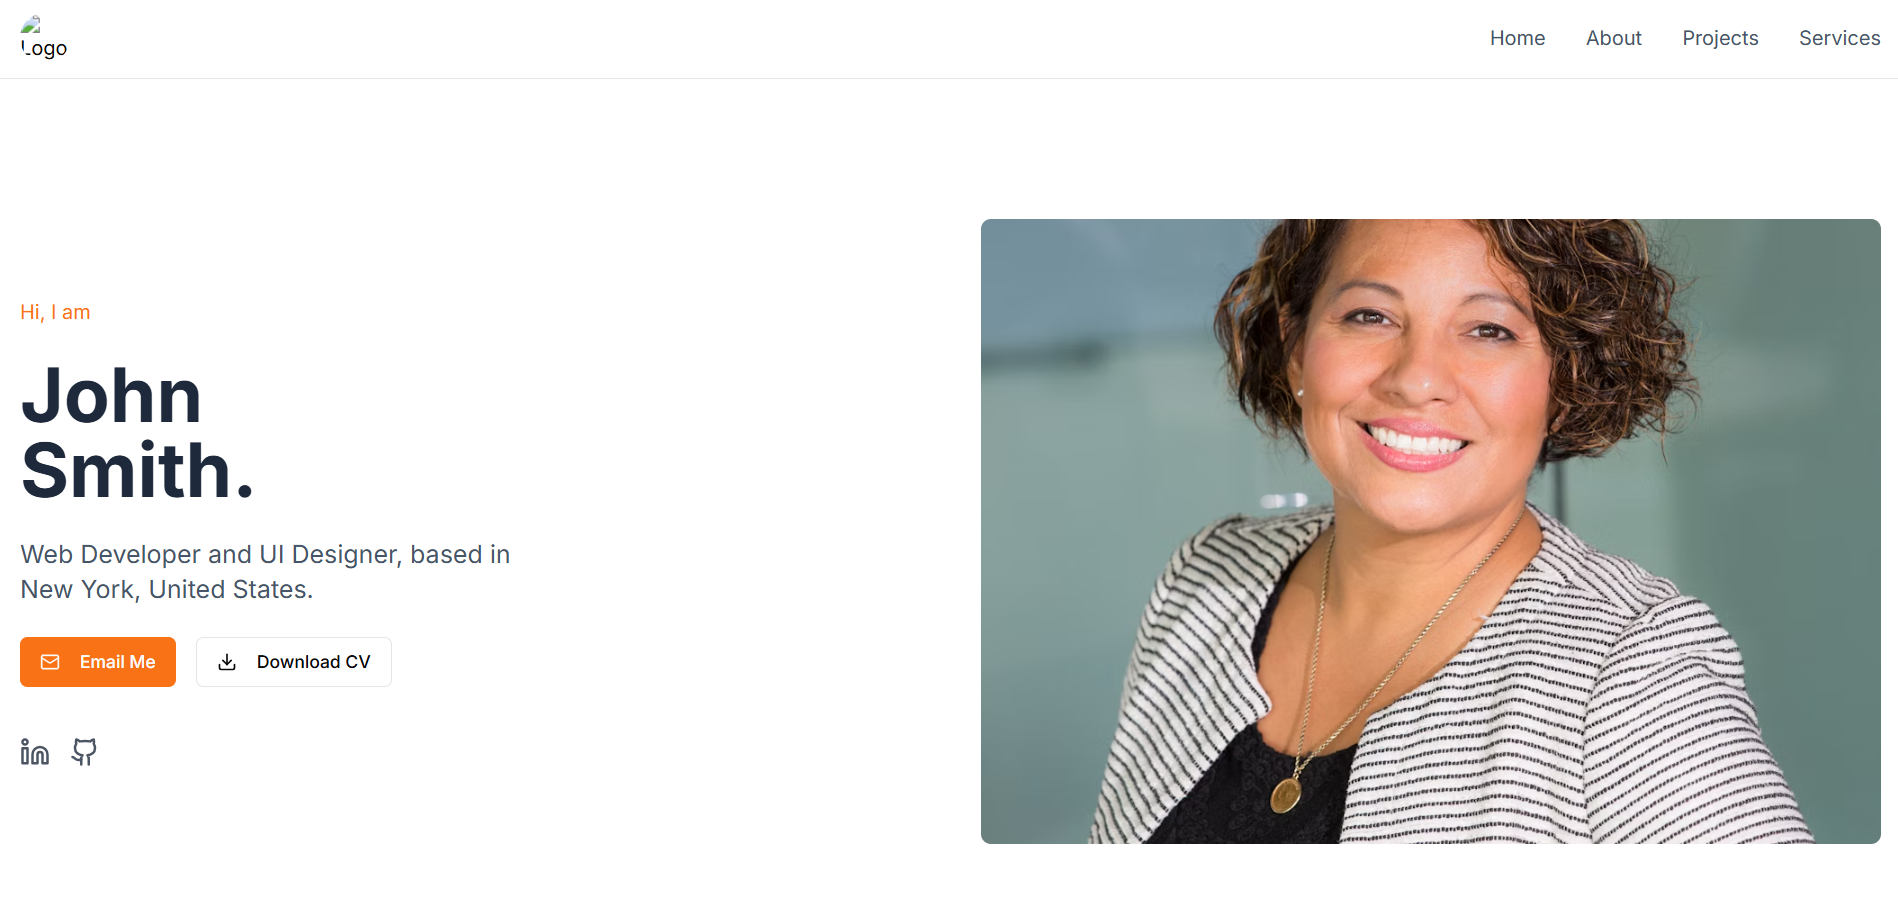 Logo
Home
About
Projects
Services
Hi, I am
John
Smith.
Web Developer and UI Designer, based in
New York, United States.
Email Me
Download CV
in